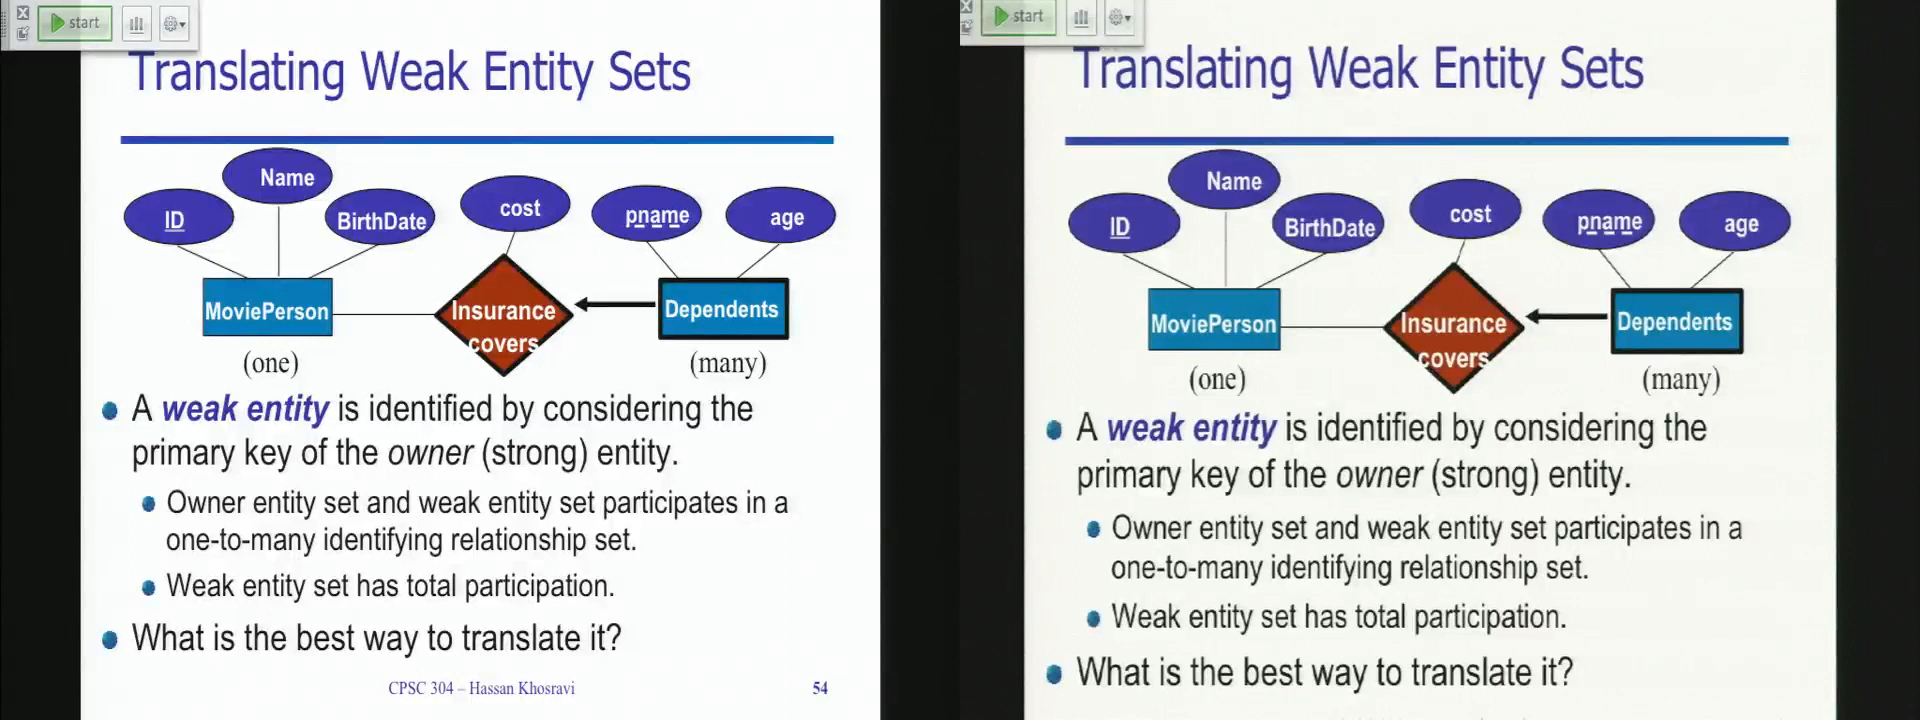 start
Translating Weak Entity Sets
Name
ID
BirthDate
cost
pname
age
MoviePerson
Insurance
covers
Dependents
(one)
(many)
A weak entity is identified by considering the
primary key of the owner (strong) entity.
Owner entity set and weak entity set participates in a
one-to-many identifying relationship set.
Weak entity set has total participation.
What is the best way to translate it?
CPSC 304 – Hassan Khosravi
54
start
Translating Weak Entity Sets
Name
ID
BirthDate
cost
pname
age
MoviePerson
Insurance
covers
Dependents
(one)
(many)
A weak entity is identified by considering the
primary key of the owner (strong) entity.
Owner entity set and weak entity set participates in a
one-to-many identifying relationship set.
Weak entity set has total participation.
What is the best way to translate it?